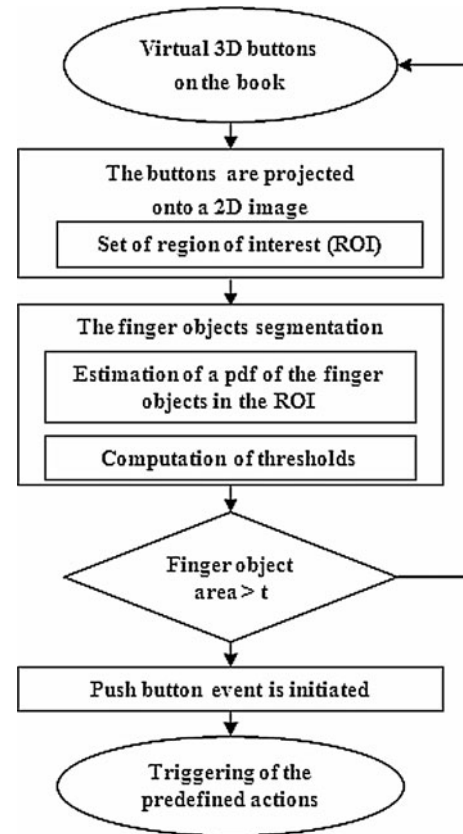 Virtual 3D buttons
on the book
The buttons are projected
onto a 2D image
Set of region of interest (ROI)
The finger objects segmentation
Estimation of a pdf of the finger
objects in the ROI
Computation of thresholds
Finger object
area > t
Push button event is initiated
Triggering of the
predefined actions